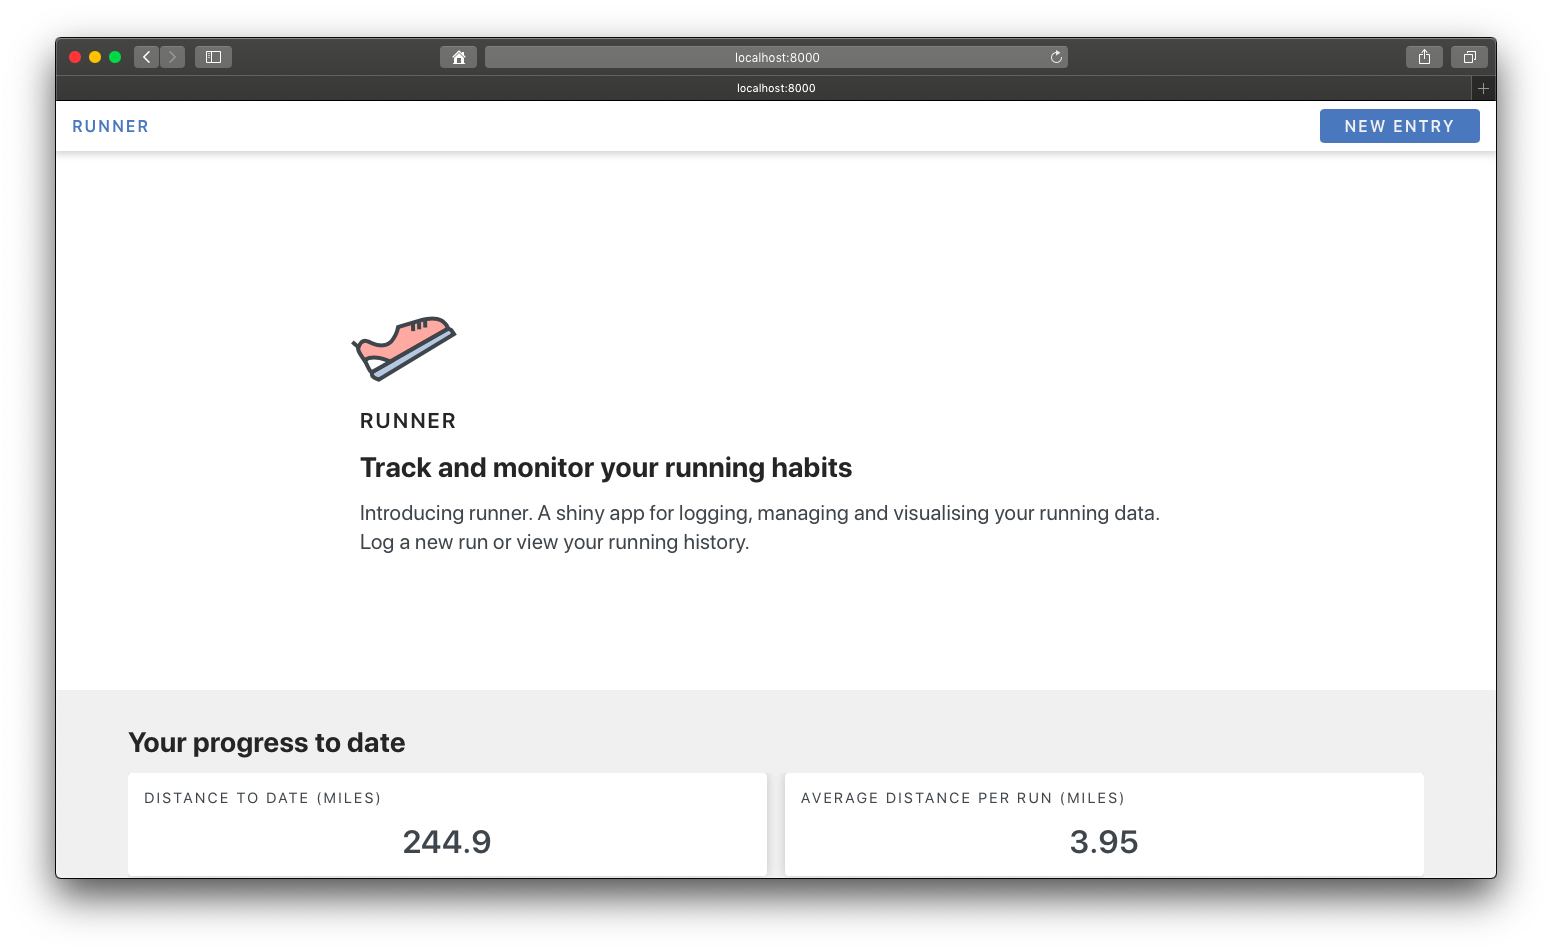 localhost:8000
localhost:8000
RUNNER
NEW ENTRY
RUNNER
Track and monitor your running habits
Introducing runner. A shiny app for logging, managing and visualising your running data.
Log a new run or view your running history.
Your progress to date
DISTANCE TO DATE (MILES)
244.9
AVERAGE DISTANCE PER RUN (MILES)
3.95